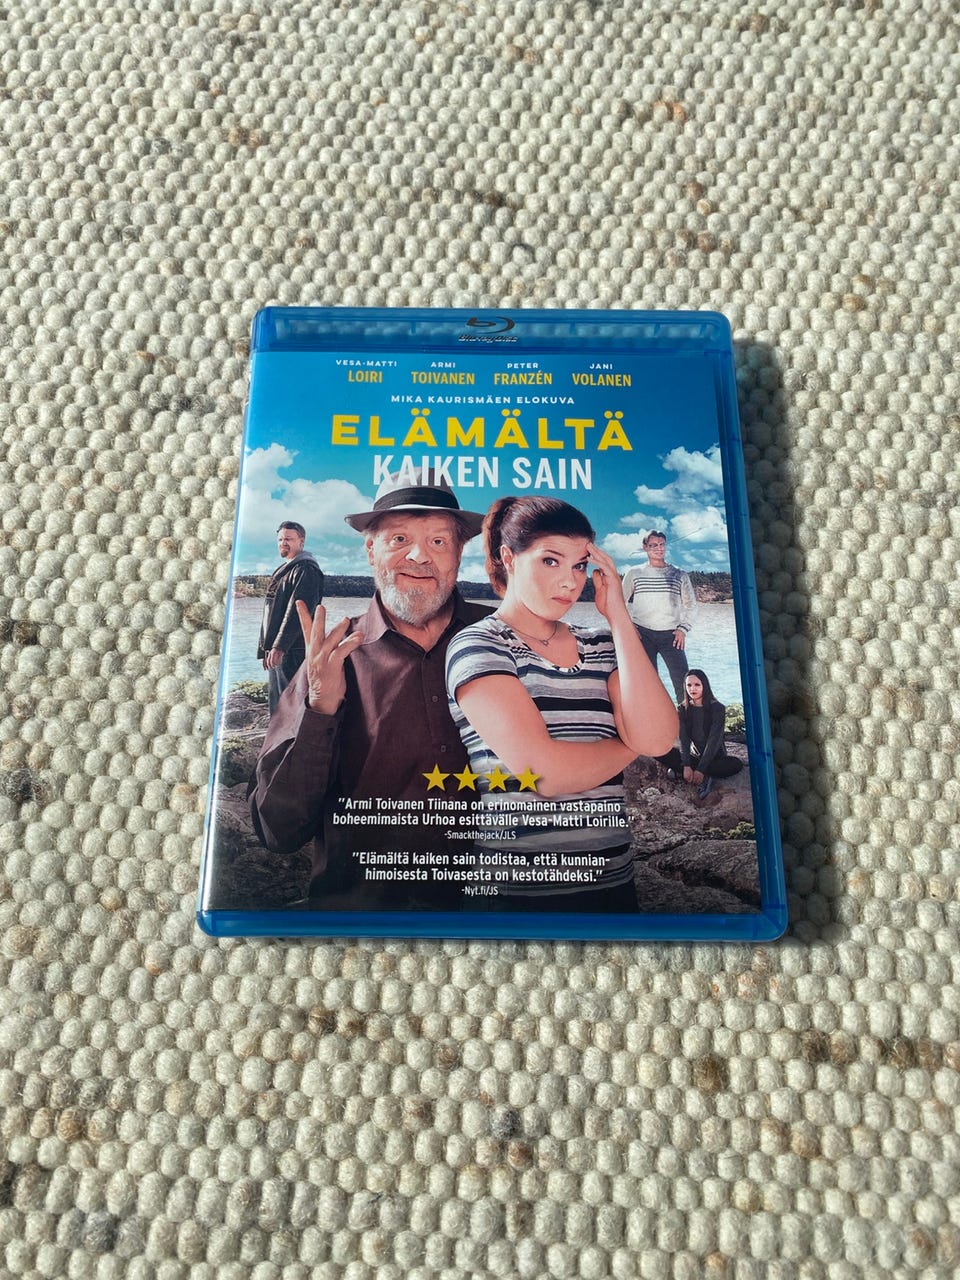 Blu-ray Disc
VESA-MATTI LOIRI ARMI TOIVANEN PETER FRANZÉN JANI VOLANEN
MIKA KAURISMÄEN ELOKUVA
ELÄMÄLTÄ
KAIKEN SAIN
"Armi Toivanen Tiinana on erinomainen vastapaino
boheemimaista Urhoa esittävälle Vesa-Matti Loirille."
-Smackthejack/JLS
"Elämältä kaiken sain todistaa, että kunnian-
himoisesta Toivasesta on kestotähdeksi."
-Nyt.fi/JS